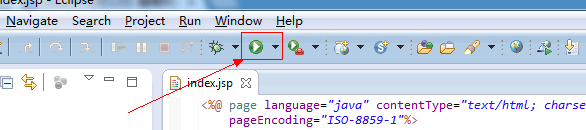 index.jsp - Eclipse
Navigate Search Project Run Window Help
index.jsp
<%@ page language="java" contentType="text/html; charse
pageEncoding="ISO-8859-1"%>